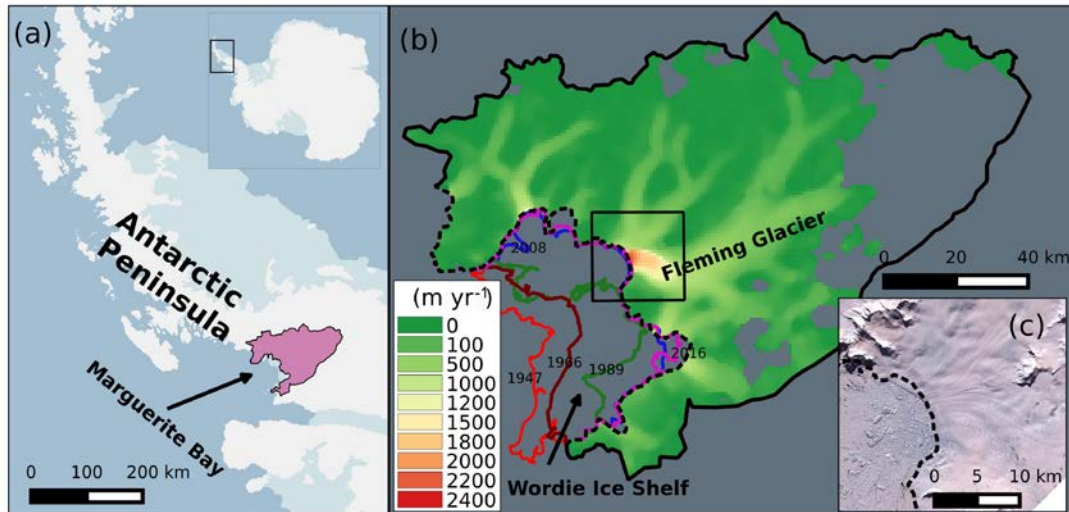 (a)
Antarctic
Peninsula
Marguerite Bay
0 100 200 km
(b)
2008
Fleming Glacier
0 20 40 km
1947
1966
1989
2016
Wordie Ice Shelf
(m yr⁻¹)
0
100
500
1000
1200
1500
1800
2000
2200
2400
(c)
0 5 10 km